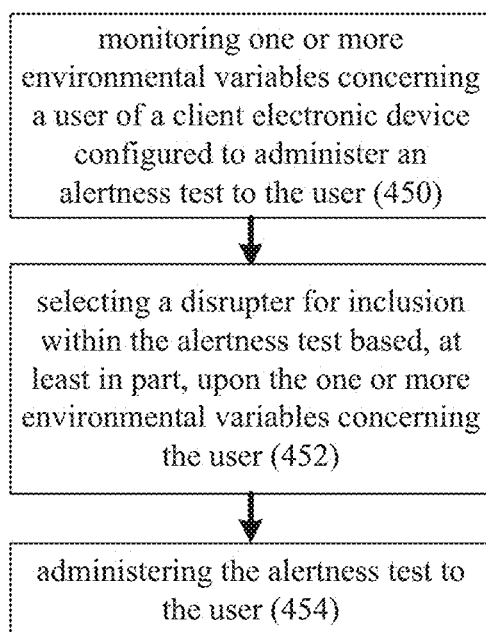 monitoring one or more
environmental variables concerning
a user of a client electronic device
configured to administer an
alertness test to the user (450)
selecting a disrupter for inclusion
within the alertness test based, at
least in part, upon the one or more
environmental variables concerning
the user (452)
administering the alertness test to
the user (454)